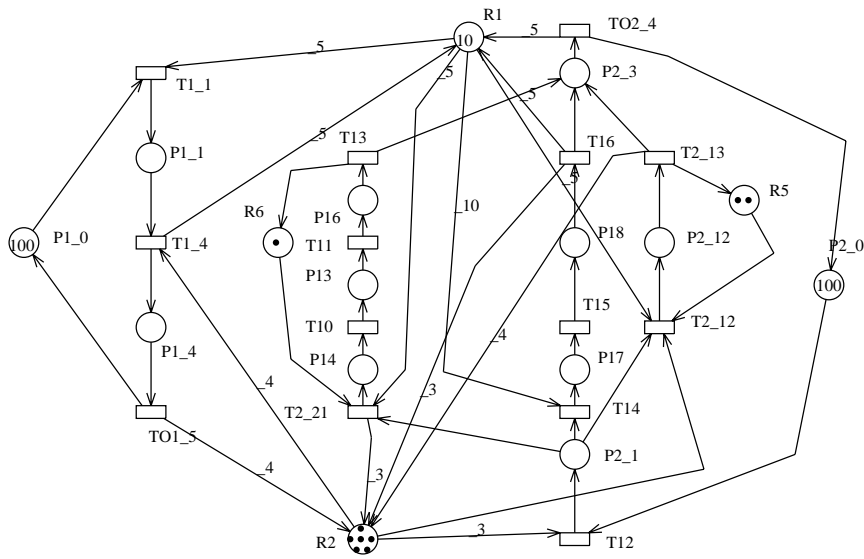 R1
TO2_4
10
_5
_5
T1_1
_5
P2_3
_5
_5
T13
T16
T2_13
P1_1
_5
R5
P16
_10
R6
P18
100
P1_0
T1_4
T11
P2_12
P2_0
P13
100
T10
T15
T2_12
P1_4
_4
P14
P17
_4
_3
T2_21
T14
TO1_5
P2_1
_4
_3
_3
R2
T12